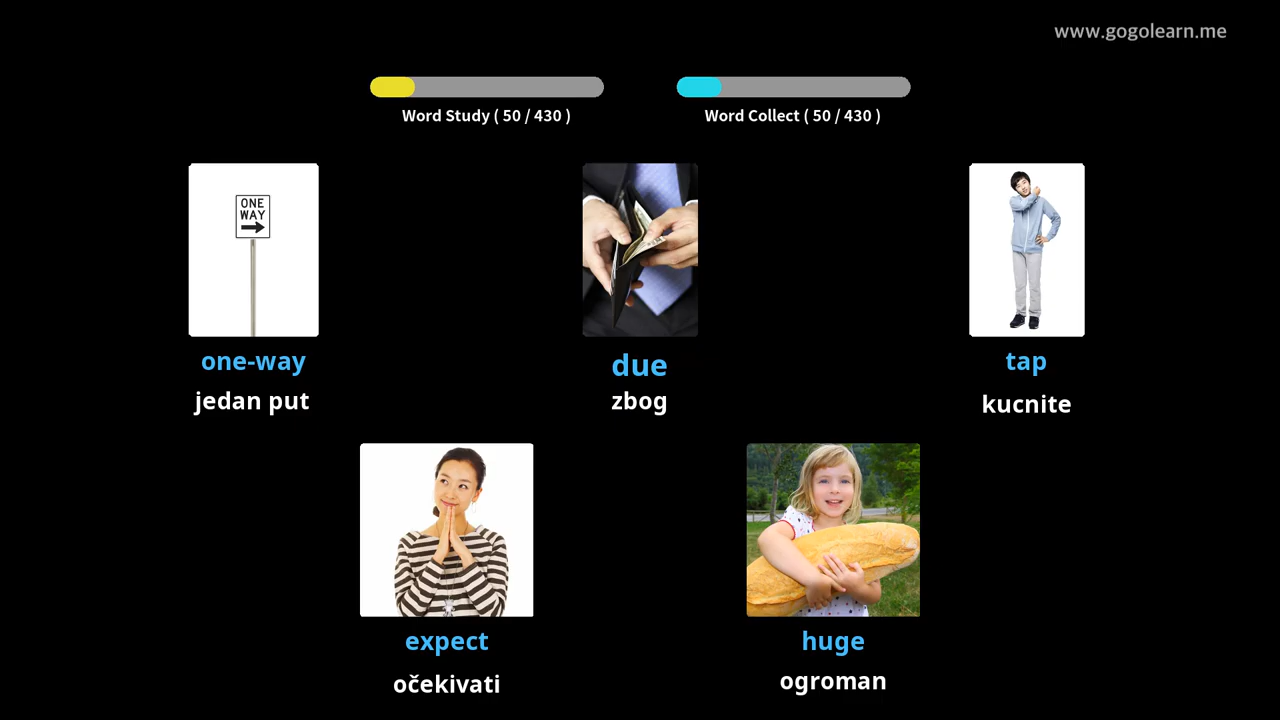 www.gogolearn.me
Word Study ( 50 / 430 )
Word Collect ( 50 / 430 )
ONE
WAY
one-way
jedan put
due
zbog
tap
kucnite
expect
očekivati
huge
ogroman